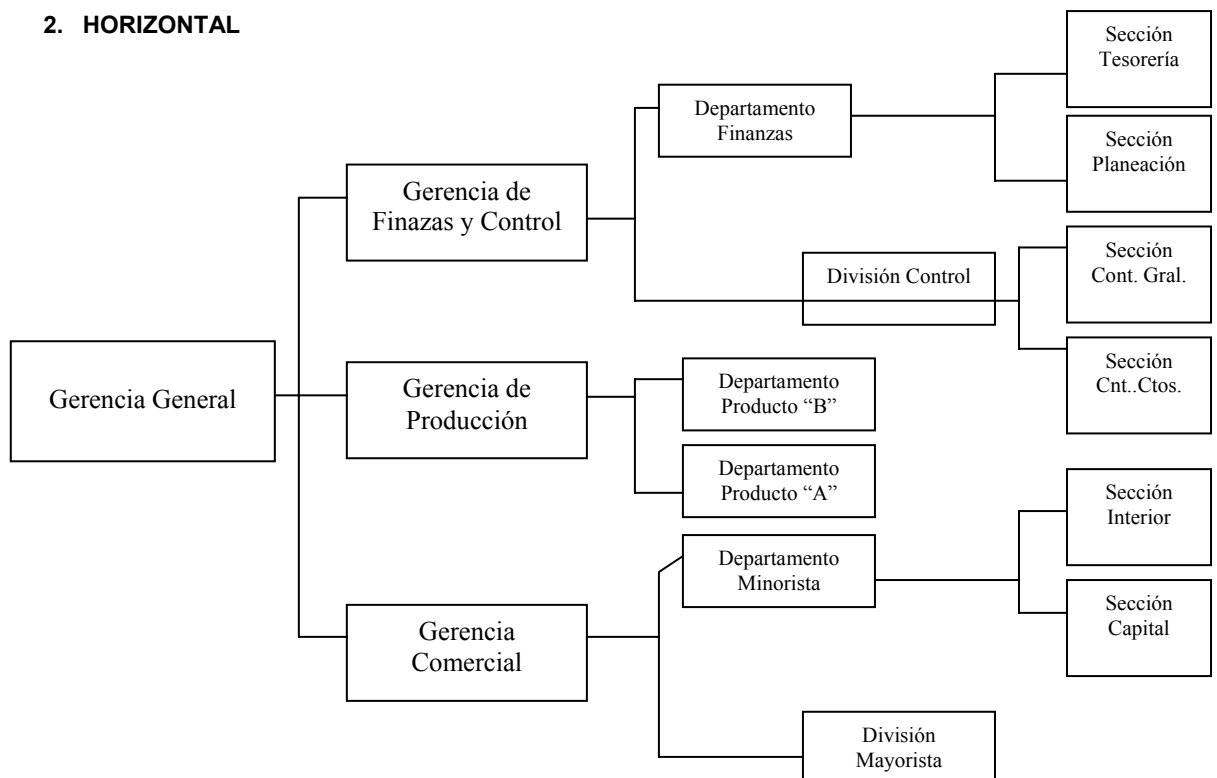 2. HORIZONTAL
Sección
Tesorería
Departamento
Finanzas
Sección
Planeación
Gerencia de
Finazas y Control
Sección
Cont. Gral.
División Control
Gerencia General
Gerencia de
Producción
Departamento
Producto “B”
Sección
Cnt..Ctos.
Departamento
Producto “A”
Sección
Interior
Departamento
Minorista
Gerencia
Comercial
Sección
Capital
División
Mayorista